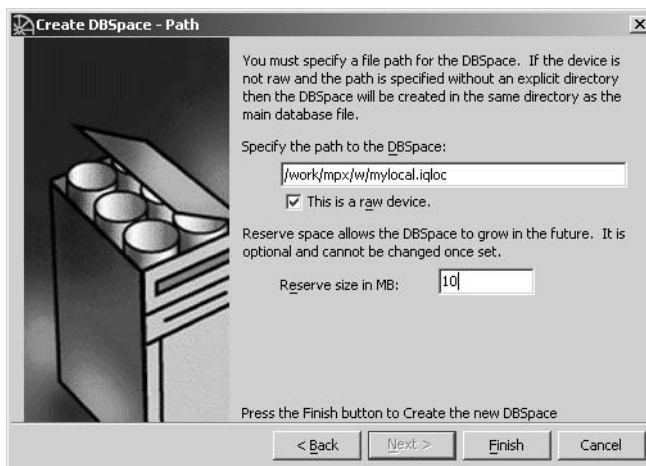 Create DBSpace - Path
You must specify a file path for the DBSpace. If the device is
not raw and the path is specified without an explicit directory
then the DBSpace will be created in the same directory as the
main database file.
Specify the path to the DBSpace:
/work/mpx/w/mylocal.iqloc
This is a raw device.
Reserve space allows the DBSpace to grow in the future. It is
optional and cannot be changed once set.
Reserve size in MB: 10
Press the Finish button to Create the new DBSpace
< Back Next > Finish Cancel